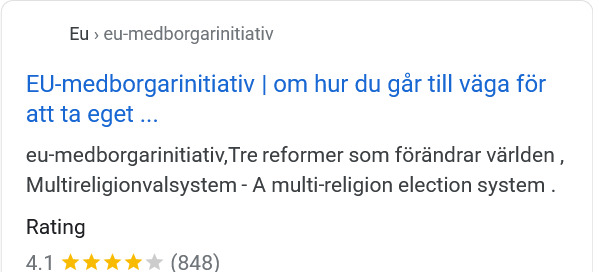 Eu › eu-medborgarinitiativ
EU-medborgarinitiativ | om hur du går till väga för
att ta eget ...
eu-medborgarinitiativ,Tre reformer som förändrar världen ,
Multireligionvalsystem - A multi-religion election system .
Rating
4.1 ★★★★★ (848)